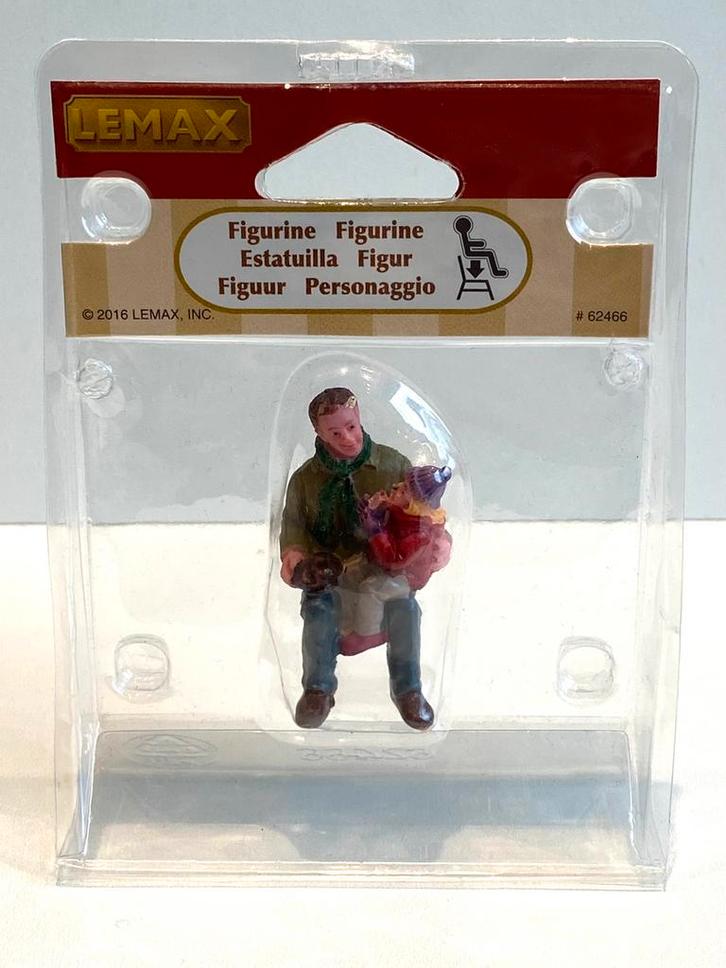 LEMAX
Figurine Figurine
Estatuilla Figur
Figuur Personaggio
© 2016 LEMAX, INC.
# 62466